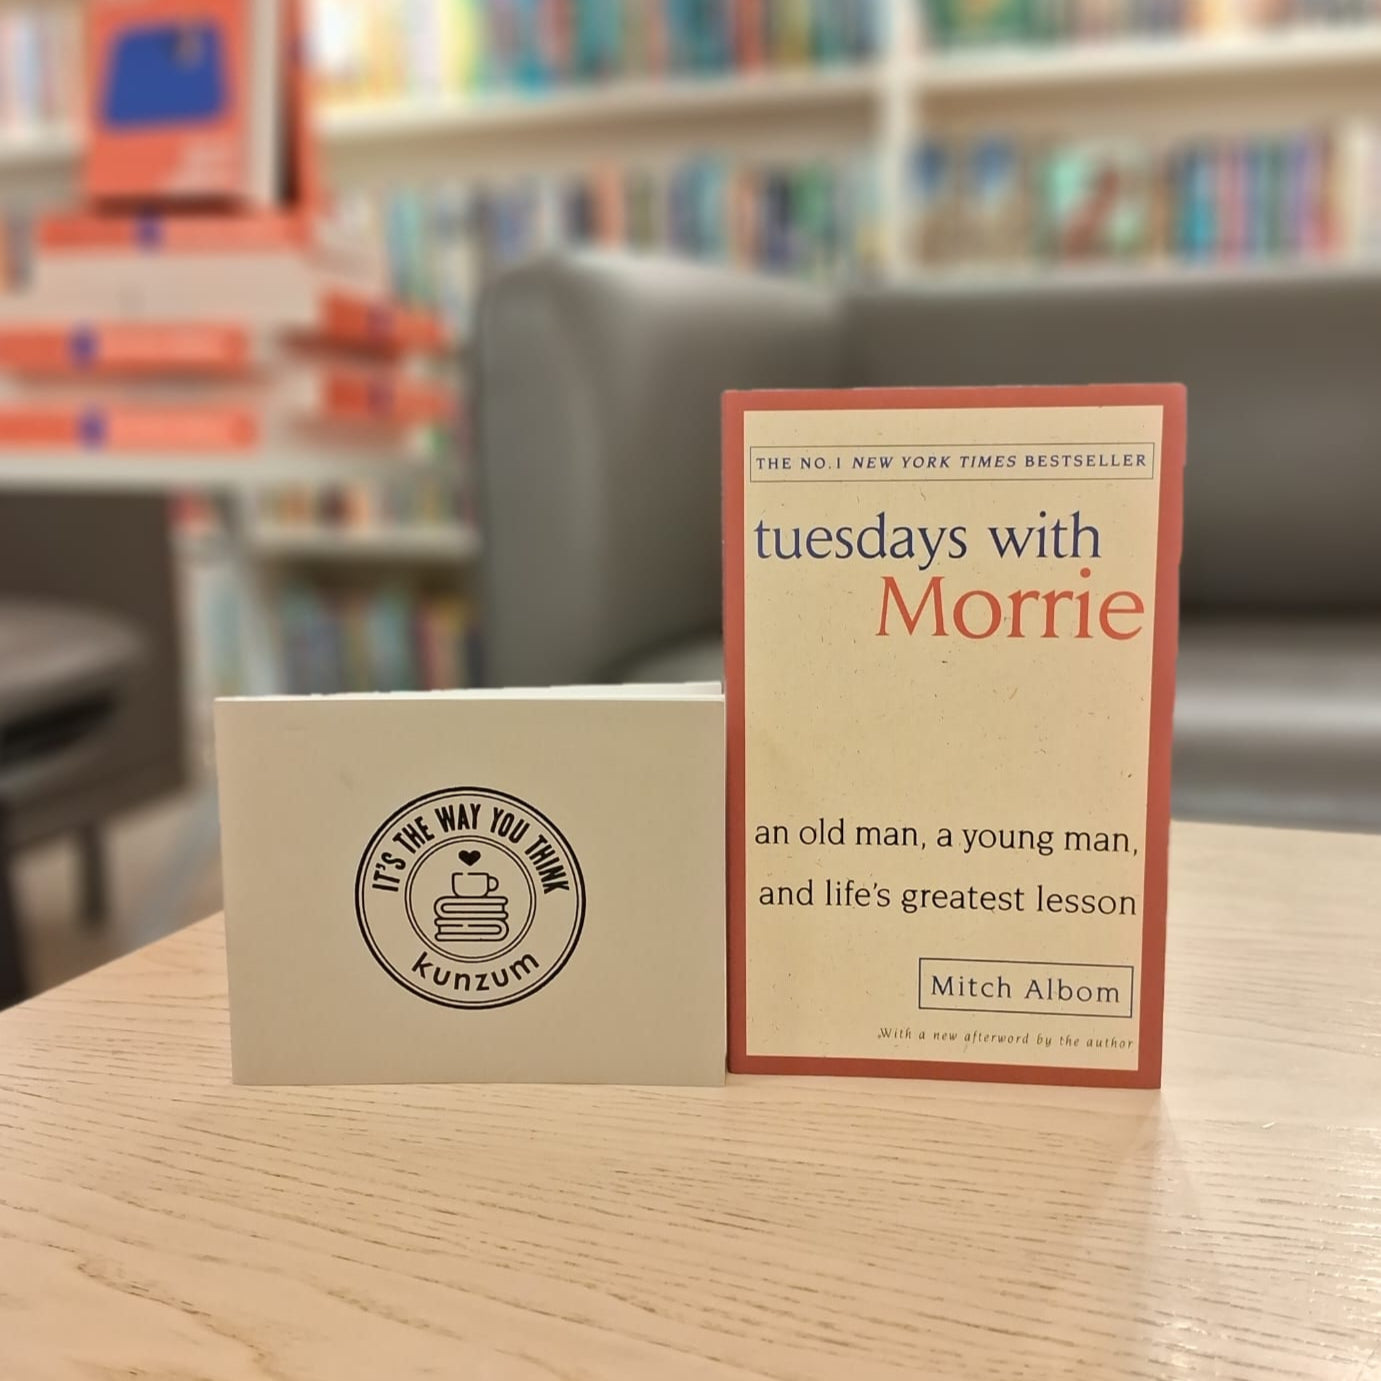 IT'S THE WAY YOU THINK
kunzum
THE NO.1 NEW YORK TIMES BESTSELLER
tuesdays with
Morrie
an old man, a young man,
and life's greatest lesson
Mitch Albom
With a new afterword by the author